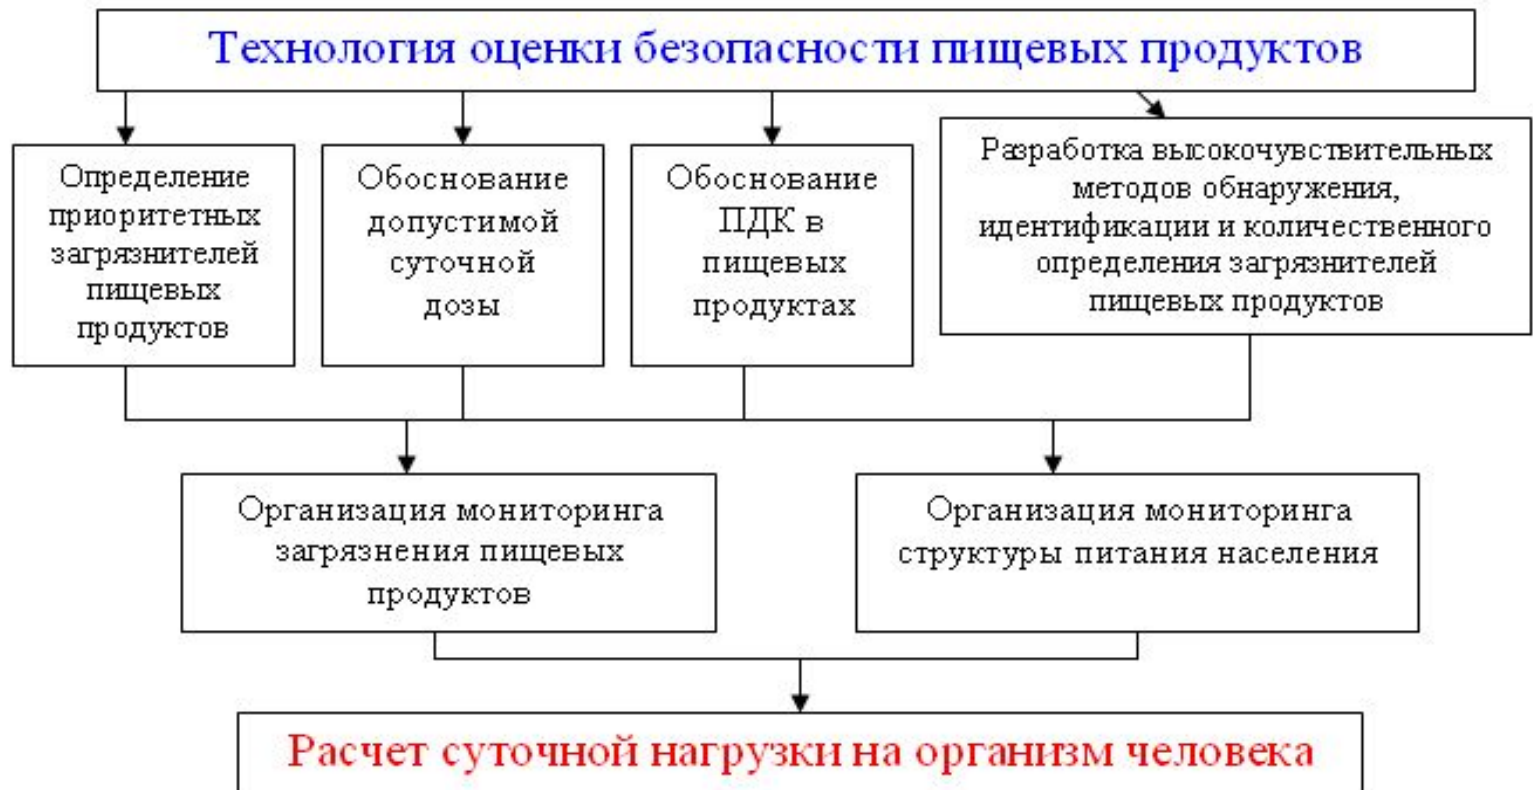 Технология оценки безопасности пищевых продуктов
Определение
приоритетных
загрязнителей
пищевых
продуктов
Обоснование
допустимой
суточной
дозы
Обоснование
ПДК в
пищевых
продуктах
Разработка высокочувствительных
методов обнаружения,
идентификации и количественного
определения загрязнителей
пищевых продуктов
Организация мониторинга
загрязнения пищевых
продуктов
Организация мониторинга
структуры питания населения
Расчет суточной нагрузки на организм человека